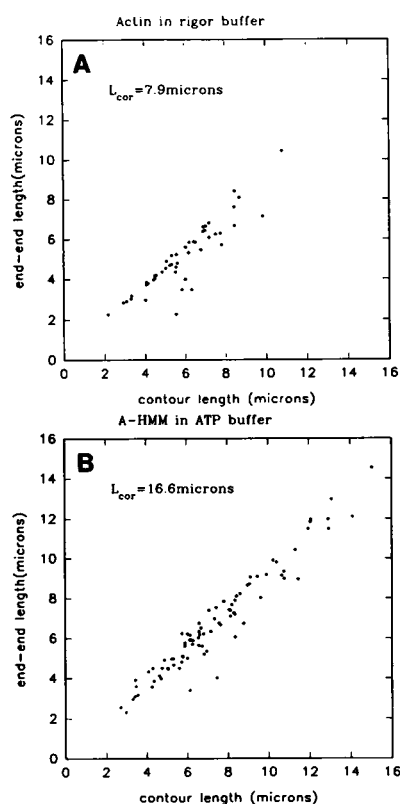 Actin in rigor buffer
A
L_cor=7.9microns
end-end length(microns)
16
14
12
10
8
6
4
2
0
0 2 4 6 8 10 12 14 16
contour length (microns)
A-HMM in ATP buffer
B
L_cor=16.6microns
end-end length(microns)
16
14
12
10
8
6
4
2
0
0 2 4 6 8 10 12 14 16
contour length (microns)